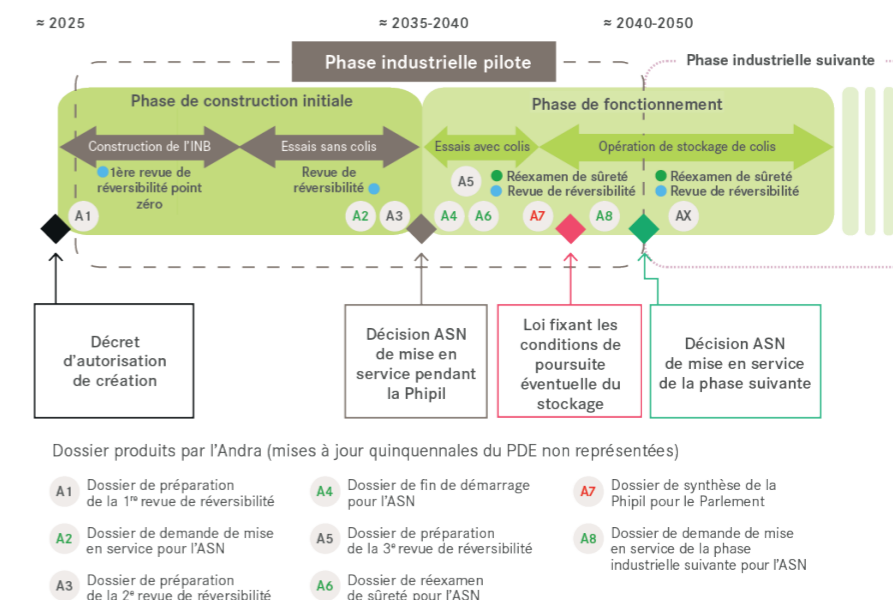 ≈ 2025
≈ 2035-2040
≈ 2040-2050
Phase industrielle pilote
Phase industrielle suivante
Phase de construction initiale
Phase de fonctionnement
Construction de l'INB
Essais sans colis
Essais avec colis
Opération de stockage de colis
1ère revue de
réversibilité point
zéro
Revue de
réversibilité
A5
Réexamen de sûreté
Revue de réversibilité
Réexamen de sûreté
Revue de réversibilité
A1
A2
A3
A4
A6
A7
A8
AX
Décret
d'autorisation
de création
Décision ASN
de mise en
service pendant
la Phipil
Loi fixant les
conditions de
poursuite
éventuelle du
stockage
Décision ASN
de mise en service
de la phase suivante
Dossier produits par l'Andra (mises à jour quinquennales du PDE non représentées)
A1 Dossier de préparation
de la 1re revue de réversibilité
A2 Dossier de demande de mise
en service pour l'ASN
A3 Dossier de préparation
de la 2e revue de réversibilité
A4 Dossier de fin de démarrage
pour l'ASN
A5 Dossier de préparation
de la 3e revue de réversibilité
A6 Dossier de réexamen
de sûreté pour l'ASN
A7 Dossier de synthèse de la
Phipil pour le Parlement
A8 Dossier de demande de mise
en service de la phase
industrielle suivante pour l'ASN